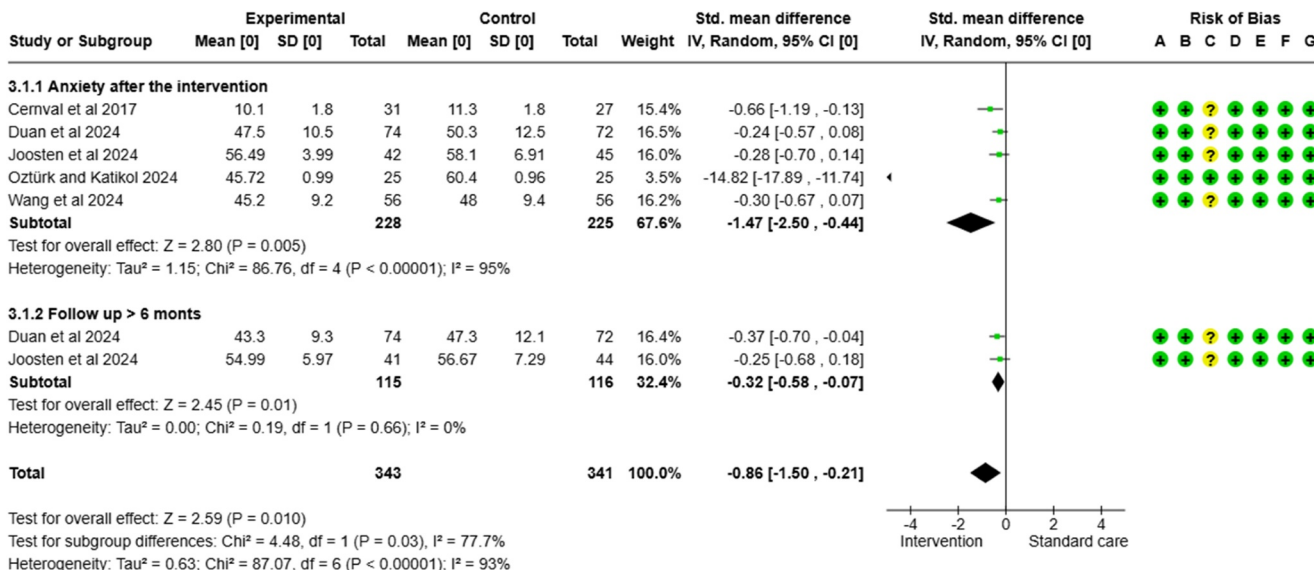 Experimental Control Std. mean difference Std. mean difference Risk of Bias
Study or Subgroup Mean [0] SD [0] Total Mean [0] SD [0] Total Weight IV, Random, 95% CI [0] IV, Random, 95% CI [0] A B C D E F G
3.1.1 Anxiety after the intervention
Cernval et al 2017 10.1 1.8 31 11.3 1.8 27 15.4% -0.66 [-1.19 , -0.13] + + ? + + + +
Duan et al 2024 47.5 10.5 74 50.3 12.5 72 16.5% -0.24 [-0.57 , 0.08] + + ? + + + +
Joosten et al 2024 56.49 3.99 42 58.1 6.91 45 16.0% -0.28 [-0.70 , 0.14] + + ? + + + +
Oztürk and Katikol 2024 45.72 0.99 25 60.4 0.96 25 3.5% -14.82 [-17.89 , -11.74] + + + + + + +
Wang et al 2024 45.2 9.2 56 48 9.4 56 16.2% -0.30 [-0.67 , 0.07] + + ? + + + +
Subtotal 228 225 67.6% -1.47 [-2.50 , -0.44]
Test for overall effect: Z = 2.80 (P = 0.005)
Heterogeneity: Tau² = 1.15; Chi² = 86.76, df = 4 (P < 0.00001); I² = 95%
3.1.2 Follow up > 6 monts
Duan et al 2024 43.3 9.3 74 47.3 12.1 72 16.4% -0.37 [-0.70 , -0.04] + + ? + + + +
Joosten et al 2024 54.99 5.97 41 56.67 7.29 44 16.0% -0.25 [-0.68 , 0.18] + + ? + + + +
Subtotal 115 116 32.4% -0.32 [-0.58 , -0.07]
Test for overall effect: Z = 2.45 (P = 0.01)
Heterogeneity: Tau² = 0.00; Chi² = 0.19, df = 1 (P = 0.66); I² = 0%
Total 343 341 100.0% -0.86 [-1.50 , -0.21]
Test for overall effect: Z = 2.59 (P = 0.010)
-4 -2 0 2 4
Test for subgroup differences: Chi² = 4.48, df = 1 (P = 0.03), I² = 77.7%
Intervention Standard care
Heterogeneity: Tau² = 0.63; Chi² = 87.07, df = 6 (P < 0.00001); I² = 93%